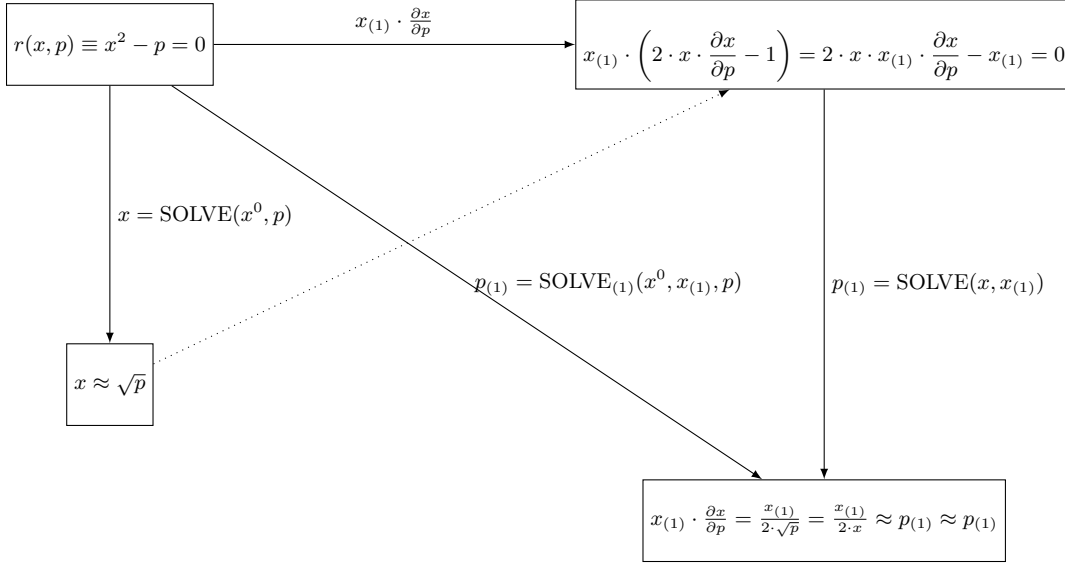 r(x, p) ≡ x² − p = 0
x₍₁₎ · ∂x/∂p
x₍₁₎ · (2 · x · ∂x/∂p − 1) = 2 · x · x₍₁₎ · ∂x/∂p − x₍₁₎ = 0
x = SOLVE(x⁰, p)
p₍₁₎ = SOLVE₍₁₎(x⁰, x₍₁₎, p)
p₍₁₎ = SOLVE(x, x₍₁₎)
x ≈ √p
x₍₁₎ · ∂x/∂p = x₍₁₎/(2·√p) = x₍₁₎/(2·x) ≈ p₍₁₎ ≈ p₍₁₎